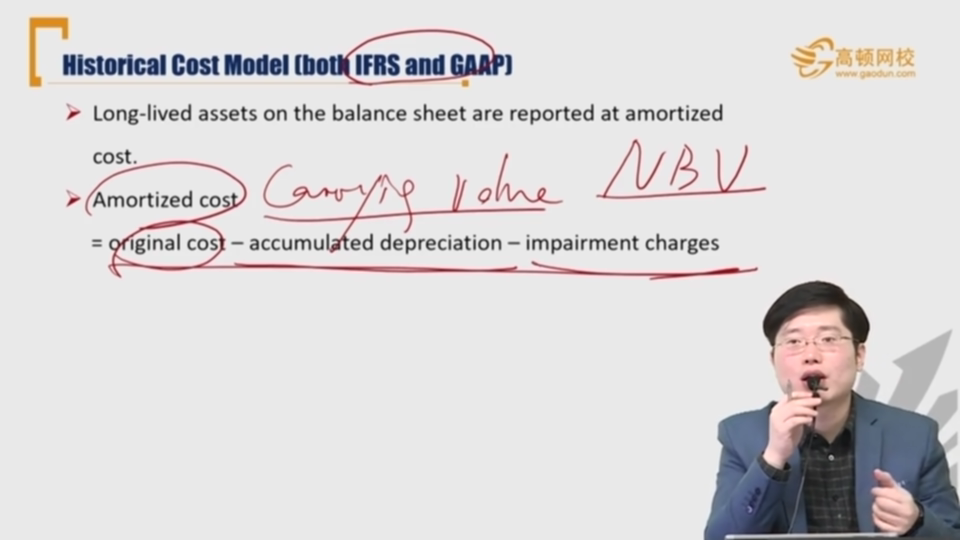 Historical Cost Model (both IFRS and GAAP)
高顿网校
www.gaodun.com
➤ Long-lived assets on the balance sheet are reported at amortized
cost.
Carrying Value NBV
➤ Amortized cost
= original cost – accumulated depreciation – impairment charges